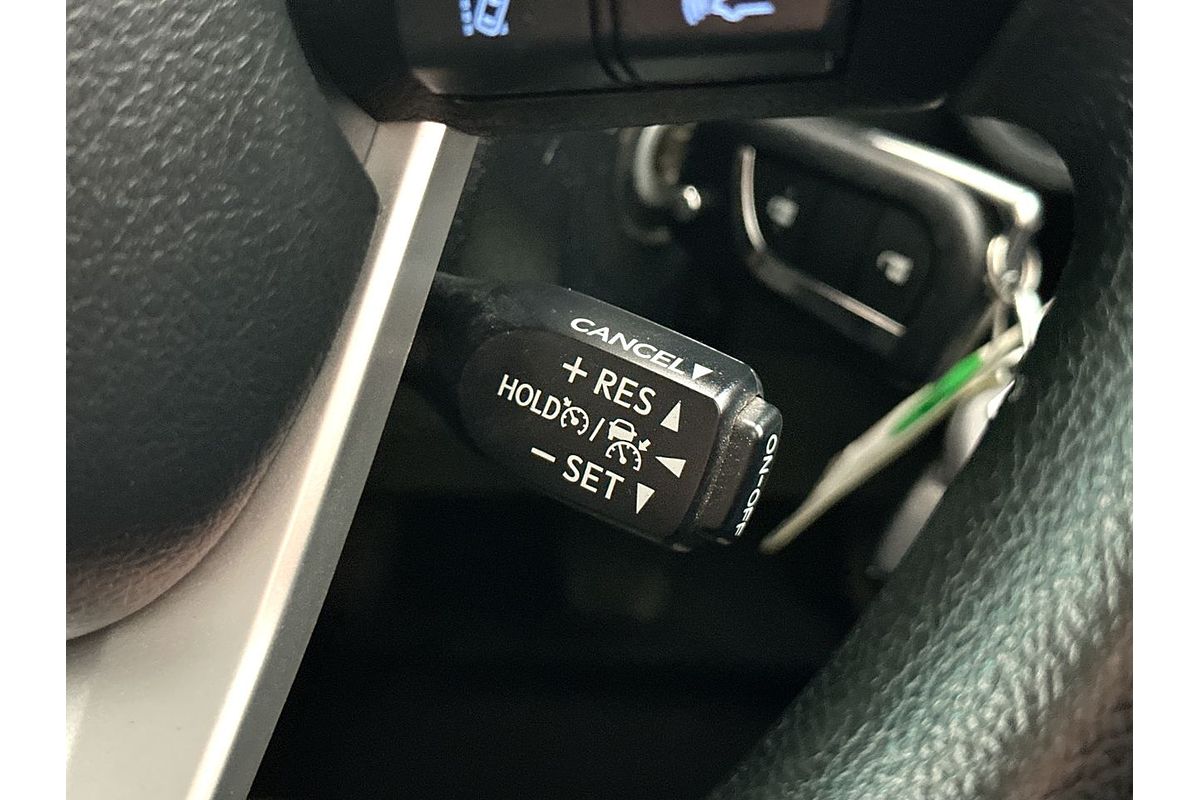 CANCEL▼
+ RES ▲
HOLD /
− SET ▼
ON-OFF